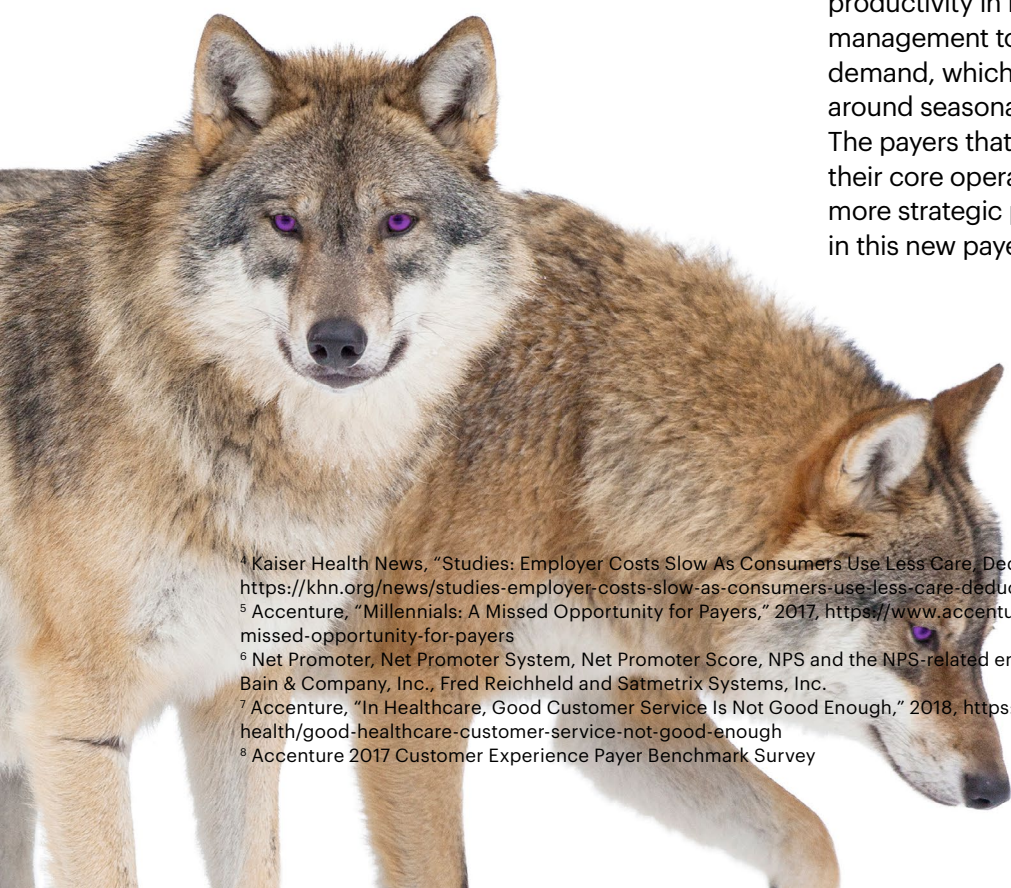 productivity in
management to
demand, which
around seasona
The payers that
their core opera
more strategic
in this new paye
⁴ Kaiser Health News, “Studies: Employer Costs Slow As Consumers Use Less Care, Ded
https://khn.org/news/studies-employer-costs-slow-as-consumers-use-less-care-deduc
⁵ Accenture, “Millennials: A Missed Opportunity for Payers,” 2017, https://www.accentu
missed-opportunity-for-payers
⁶ Net Promoter, Net Promoter System, Net Promoter Score, NPS and the NPS-related em
Bain & Company, Inc., Fred Reichheld and Satmetrix Systems, Inc.
⁷ Accenture, “In Healthcare, Good Customer Service Is Not Good Enough,” 2018, https:
health/good-healthcare-customer-service-not-good-enough
⁸ Accenture 2017 Customer Experience Payer Benchmark Survey